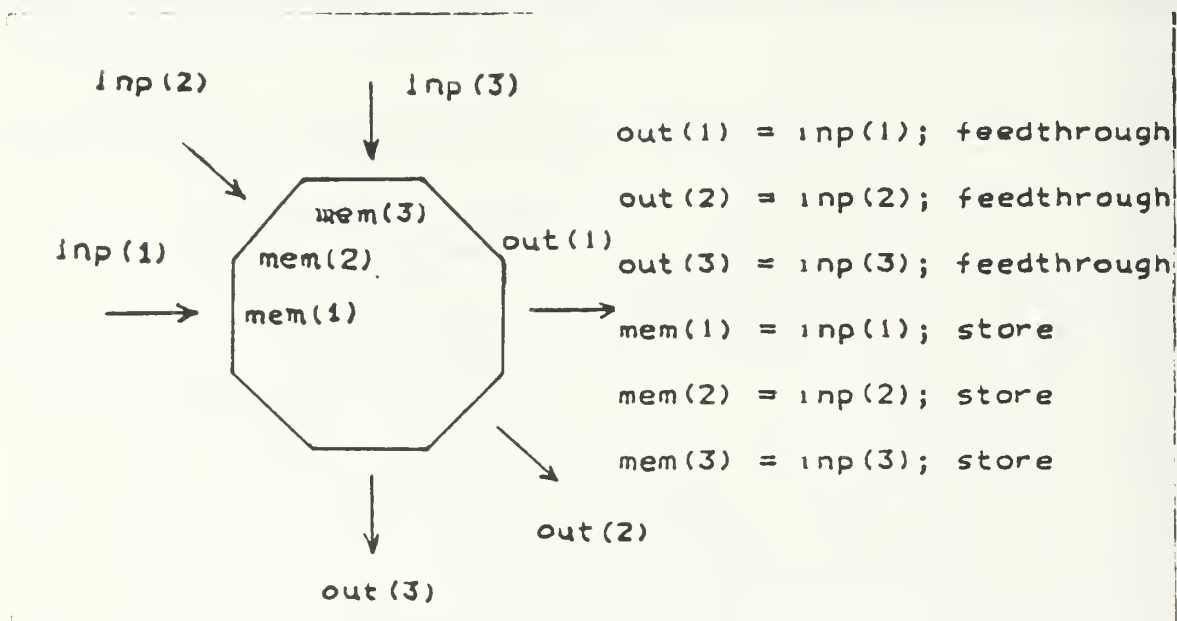 inp(2)
inp(3)
inp(1)
mem(3)
mem(2)
mem(1)
out(1)
out(2)
out(3)
out(1) = inp(1); feedthrough
out(2) = inp(2); feedthrough
out(3) = inp(3); feedthrough
mem(1) = inp(1); store
mem(2) = inp(2); store
mem(3) = inp(3); store